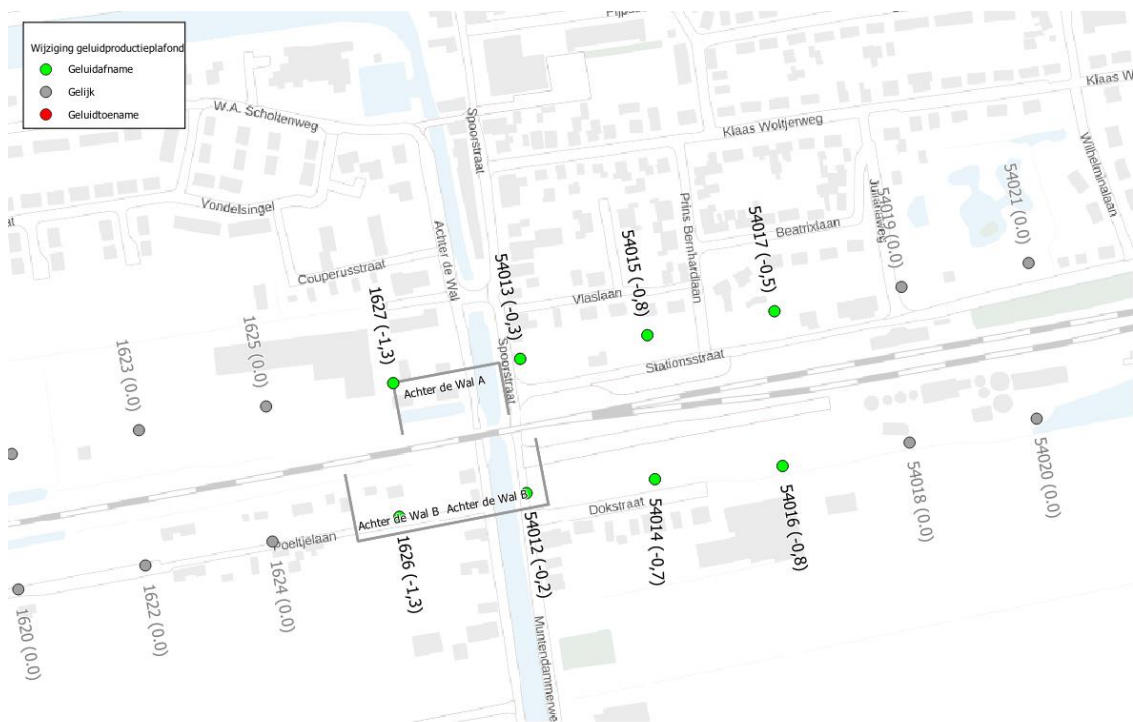 Wijziging geluidproductieplafond
Geluidafname
Gelijk
Geluidtoename
W.A. Scholtenweg
Vondelsingel
Couperusstraat
Achter de Wal
Spoorstraat
Klaas Woltjerweg
Klaas W
Wilhelminalaan
Julianaweg
Prins Bernhardlaan
Beatrixlaan
Vlaslaan
Stationsstraat
Spoorstraat
at
54021 (0.0)
54019 (0.0)
54017 (-0,5)
54015 (-0,8)
54013 (-0,3)
1627 (-1,3)
1625 (0.0)
1623 (0.0)
Achter de Wal A
Achter de Wal B
Achter de Wal B
Poeltjelaan
Dokstraat
Muntendammerwe
1620 (0.0)
1622 (0.0)
1624 (0.0)
1626 (-1,3)
54012 (-0,2)
54014 (-0,7)
54016 (-0,8)
54018 (0.0)
54020 (0.0)